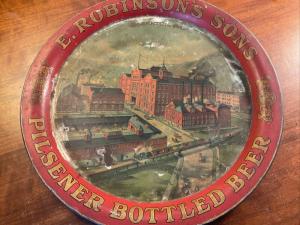 E. ROBINSON'S SONS
PILSENER BOTTLED BEER